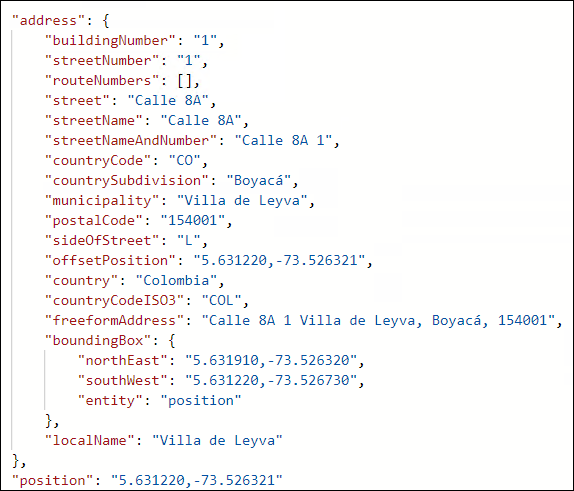 "address": {
"buildingNumber": "1",
"streetNumber": "1",
"routeNumbers": [],
"street": "Calle 8A",
"streetName": "Calle 8A",
"streetNameAndNumber": "Calle 8A 1",
"countryCode": "CO",
"countrySubdivision": "Boyacá",
"municipality": "Villa de Leyva",
"postalCode": "154001",
"sideOfStreet": "L",
"offsetPosition": "5.631220,-73.526321",
"country": "Colombia",
"countryCodeISO3": "COL",
"freeformAddress": "Calle 8A 1 Villa de Leyva, Boyacá, 154001",
"boundingBox": {
"northEast": "5.631910,-73.526320",
"southWest": "5.631220,-73.526730",
"entity": "position"
},
"localName": "Villa de Leyva"
},
"position": "5.631220,-73.526321"